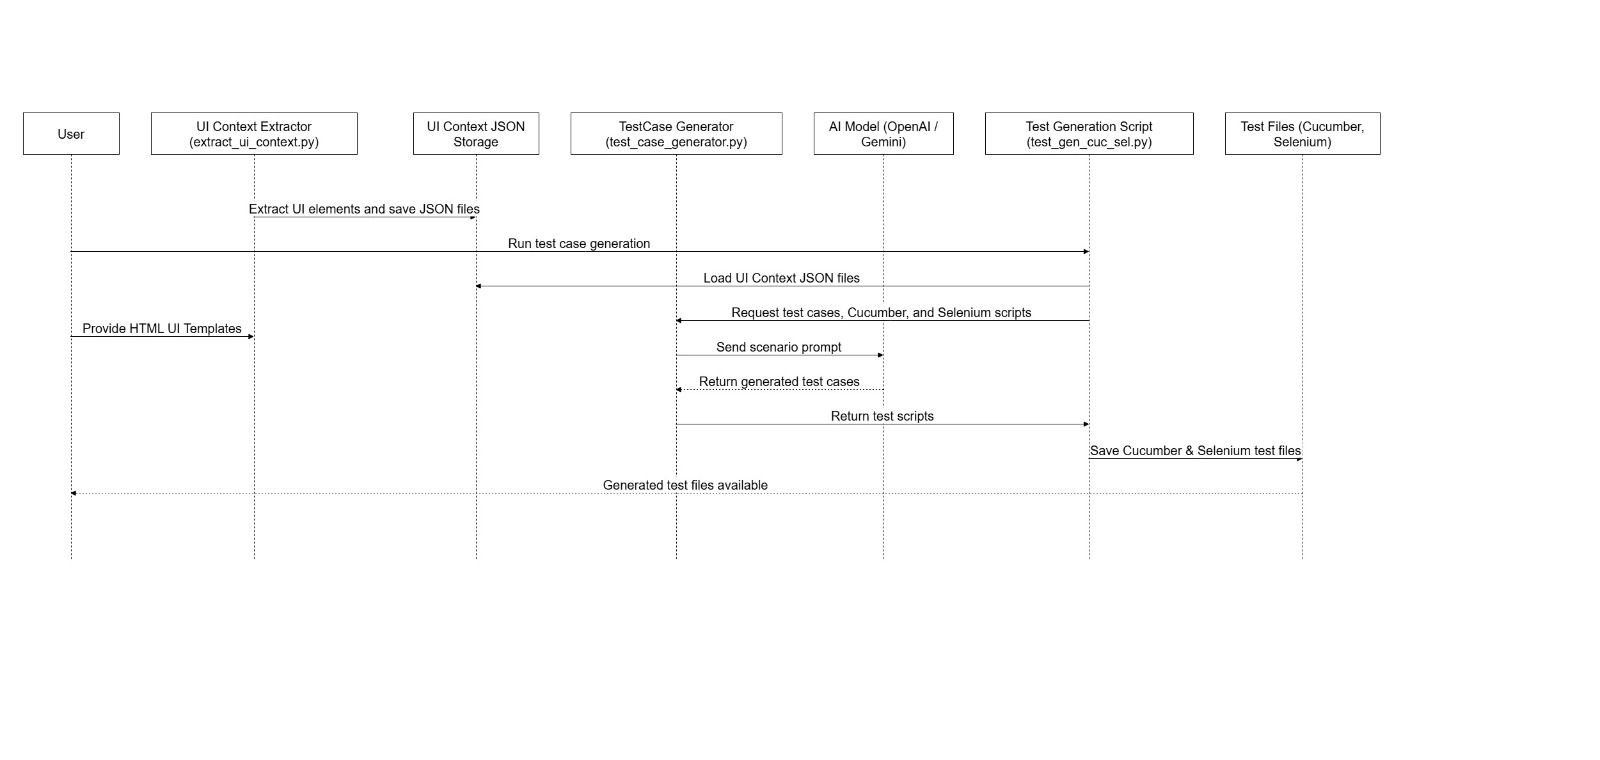 User
UI Context Extractor
(extract_ui_context.py)
UI Context JSON
Storage
TestCase Generator
(test_case_generator.py)
AI Model (OpenAI /
Gemini)
Test Generation Script
(test_gen_cuc_sel.py)
Test Files (Cucumber,
Selenium)
Extract UI elements and save JSON files
Run test case generation
Load UI Context JSON files
Request test cases, Cucumber, and Selenium scripts
Provide HTML UI Templates
Send scenario prompt
Return generated test cases
Return test scripts
Save Cucumber & Selenium test files
Generated test files available